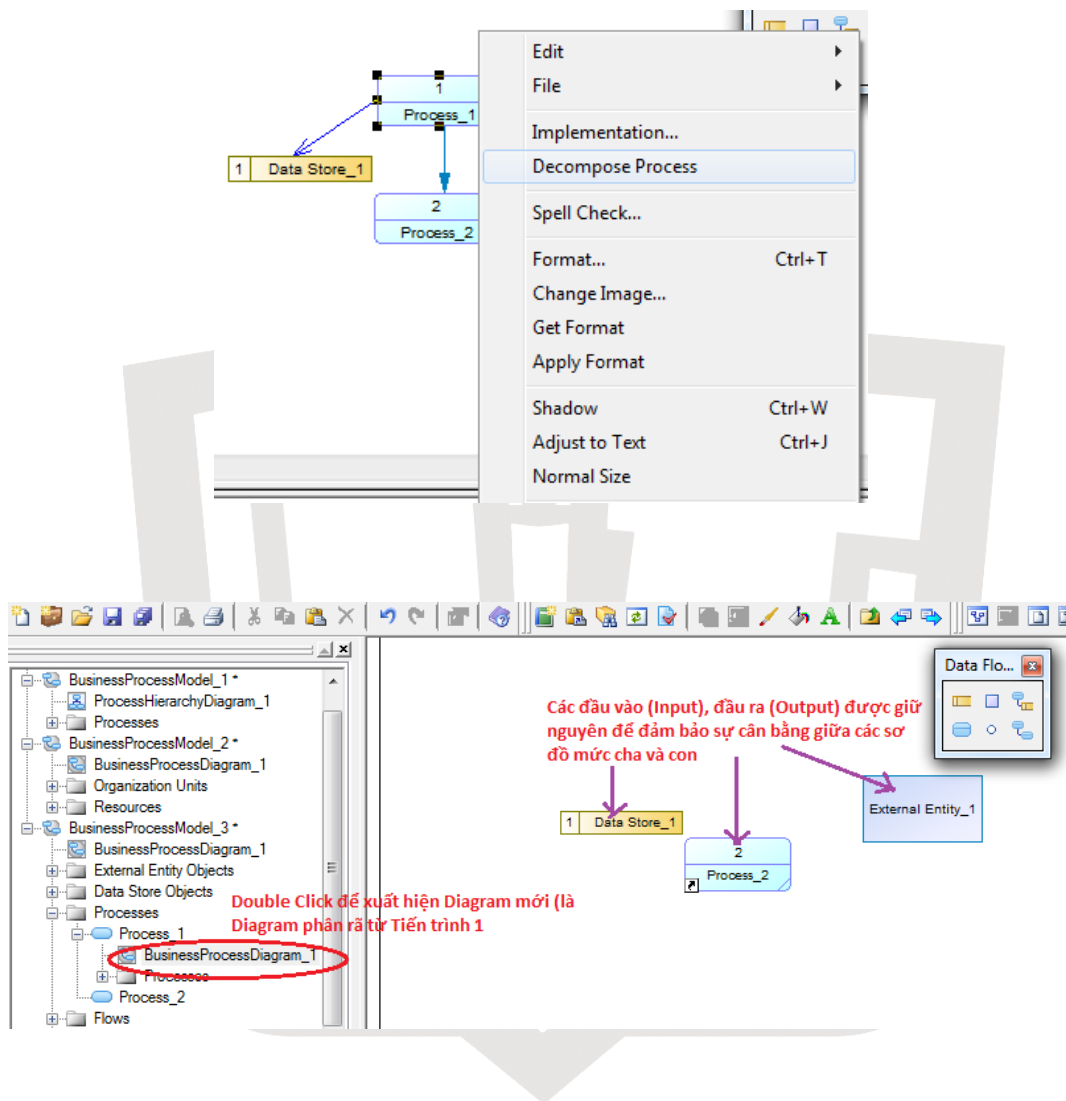 Edit
File
1
Process_1
Implementation...
Decompose Process
1 Data Store_1
2
Process_2
Spell Check...
Format... Ctrl+T
Change Image...
Get Format
Apply Format
Shadow Ctrl+W
Adjust to Text Ctrl+J
Normal Size
BusinessProcessModel_1 *
ProcessHierarchyDiagram_1
Processes
BusinessProcessModel_2 *
BusinessProcessDiagram_1
Organization Units
Resources
BusinessProcessModel_3 *
BusinessProcessDiagram_1
External Entity Objects
Data Store Objects
Processes
Process_1
BusinessProcessDiagram_1
Processes
Process_2
Flows
Double Click để xuất hiện Diagram mới (là
Diagram phân rã từ Tiến trình 1
Data Flo...
Các đầu vào (Input), đầu ra (Output) được giữ
nguyên để đảm bảo sự cân bằng giữa các sơ
đồ mức cha và con
External Entity_1
1 Data Store_1
2
Process_2